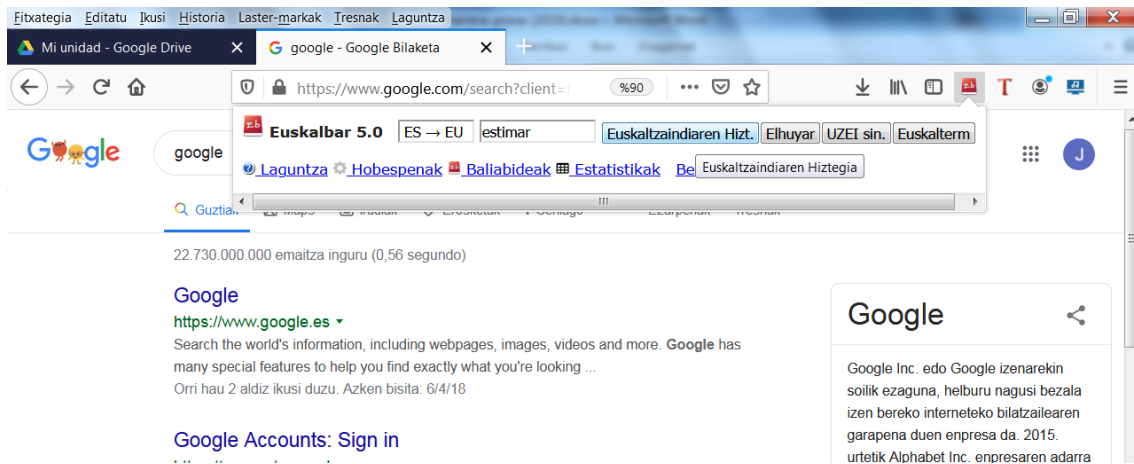 Fitxategia Editatu Ikusi Historia Laster-markak Tresnak Laguntza
Mi unidad - Google Drive G google - Google Bilaketa
https://www.google.com/search?client= %90
Euskalbar 5.0 ES → EU estimar Euskaltzaindiaren Hizt. Elhuyar UZEI sin. Euskalterm
Laguntza Hobespenak Baliabideak Estatistikak Be
Euskaltzaindiaren Hiztegia
Google google J
Guztiak
22.730.000.000 emaitza inguru (0,56 segundo)
Google
https://www.google.es
Search the world's information, including webpages, images, videos and more. Google has
many special features to help you find exactly what you're looking ...
Orri hau 2 aldiz ikusi duzu. Azken bisita: 6/4/18
Google Accounts: Sign in
Google
Google Inc. edo Google izenarekin
soilik ezaguna, helburu nagusi bezala
izen bereko interneteko bilatzailearen
garapena duen enpresa da. 2015.
urtetik Alphabet Inc. enpresaren adarra